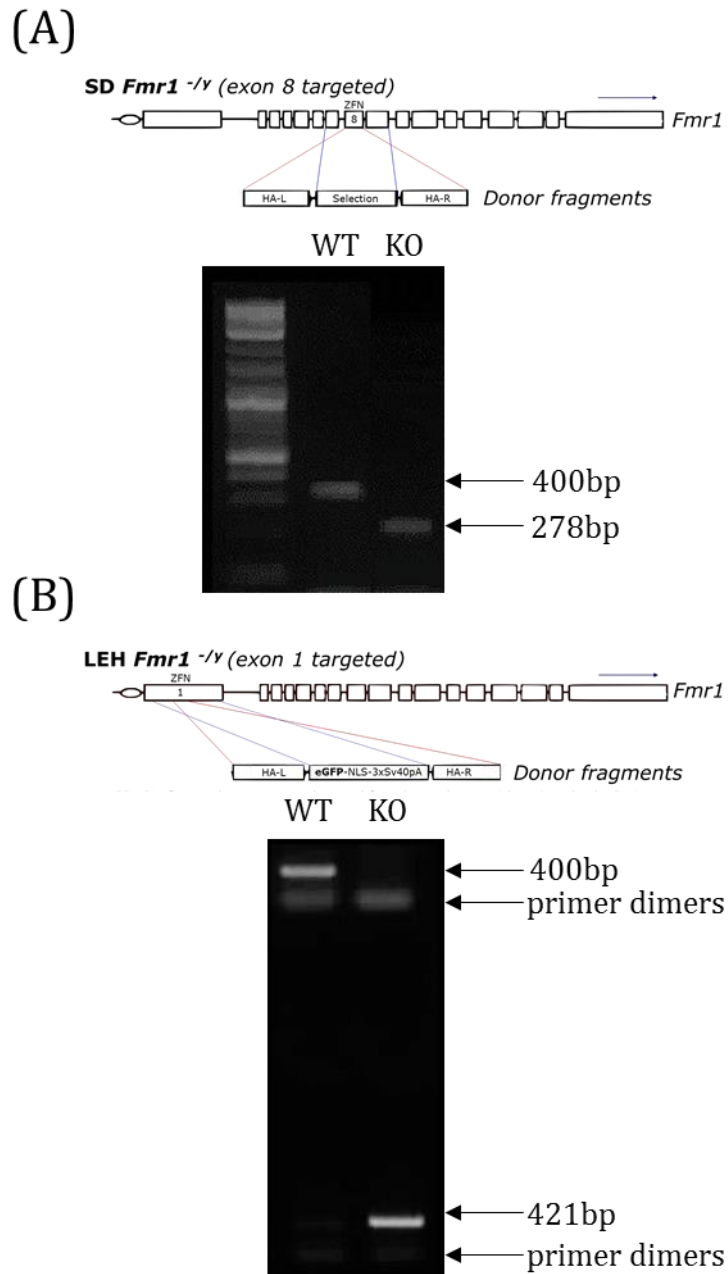 (A)
SD Fmr1 -/y (exon 8 targeted)
ZFN
8
Fmr1
HA-L Selection HA-R Donor fragments
WT KO
400bp
278bp
(B)
LEH Fmr1 -/y (exon 1 targeted)
ZFN
1
Fmr1
HA-L eGFP-NLS-3xSv40pA HA-R Donor fragments
WT KO
400bp
primer dimers
421bp
primer dimers